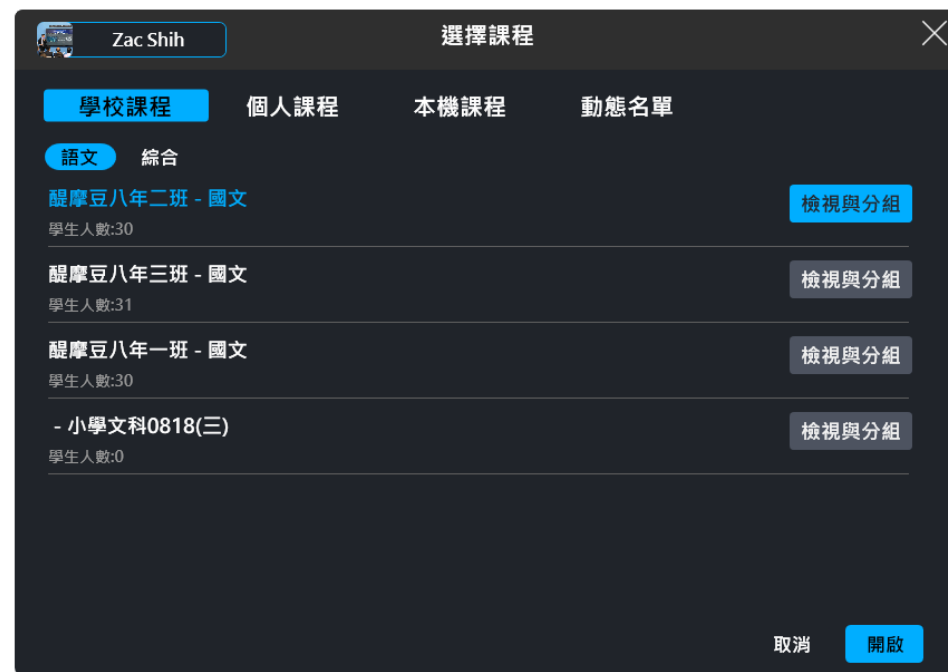 Zac Shih
選擇課程
學校課程 個人課程 本機課程 動態名單
語文 綜合
醍摩豆八年二班 - 國文
檢視與分組
學生人數:30
醍摩豆八年三班 - 國文
檢視與分組
學生人數:31
醍摩豆八年一班 - 國文
檢視與分組
學生人數:30
- 小學文科0818(三)
檢視與分組
學生人數:0
取消 開啟